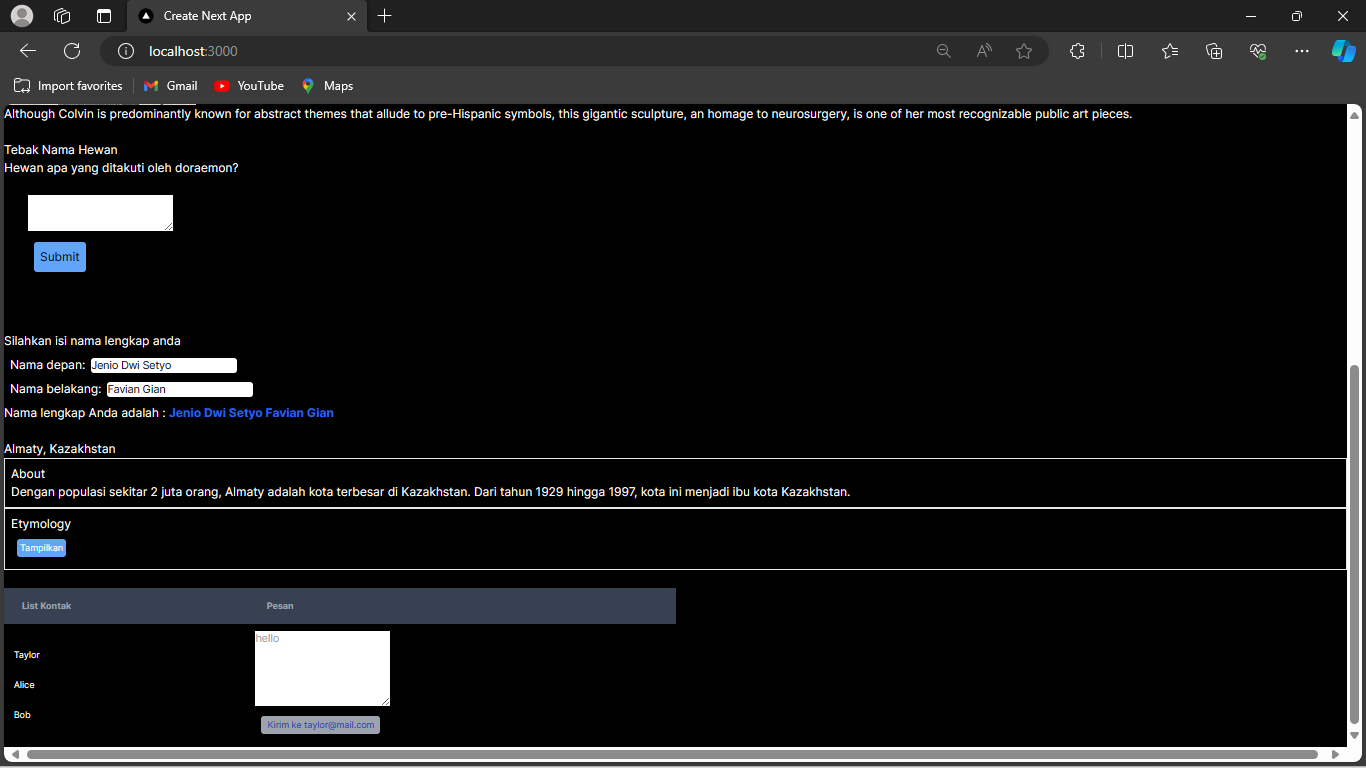 Create Next App
localhost:3000
Import favorites
Gmail
YouTube
Maps
Although Colvin is predominantly known for abstract themes that allude to pre-Hispanic symbols, this gigantic sculpture, an homage to neurosurgery, is one of her most recognizable public art pieces.
Tebak Nama Hewan
Hewan apa yang ditakuti oleh doraemon?
Submit
Silahkan isi nama lengkap anda
Nama depan: Jenio Dwi Setyo
Nama belakang: Favian Gian
Nama lengkap Anda adalah : Jenio Dwi Setyo Favian Gian
Almaty, Kazakhstan
About
Dengan populasi sekitar 2 juta orang, Almaty adalah kota terbesar di Kazakhstan. Dari tahun 1929 hingga 1997, kota ini menjadi ibu kota Kazakhstan.
Etymology
Tampilkan
List Kontak Pesan
hello
Taylor
Alice
Bob
Kirim ke taylor@mail.com